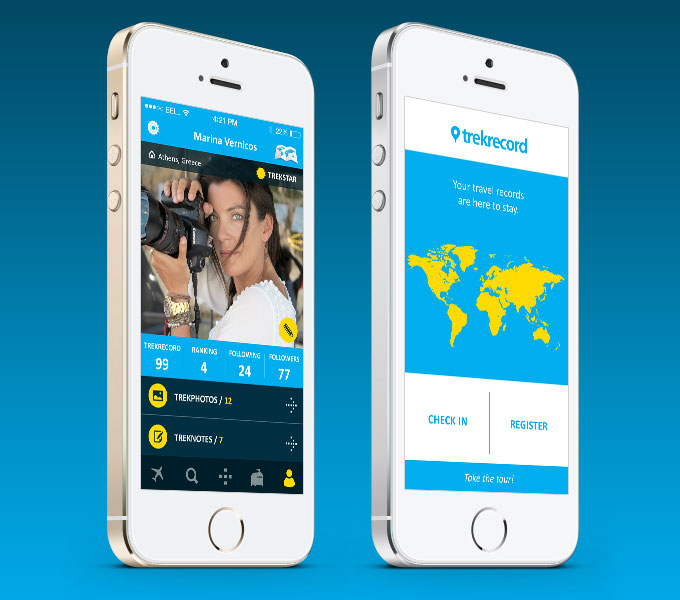 BEL
4:21 PM
22%
Marina Vernicos
Athens, Greece
TREKSTAR
TREKRECORD RANKING FOLLOWING FOLLOWERS
99 4 24 77
TREKPHOTOS / 12
TREKNOTES / 7
trekrecord
Your travel records
are here to stay.
CHECK IN REGISTER
Take the tour!